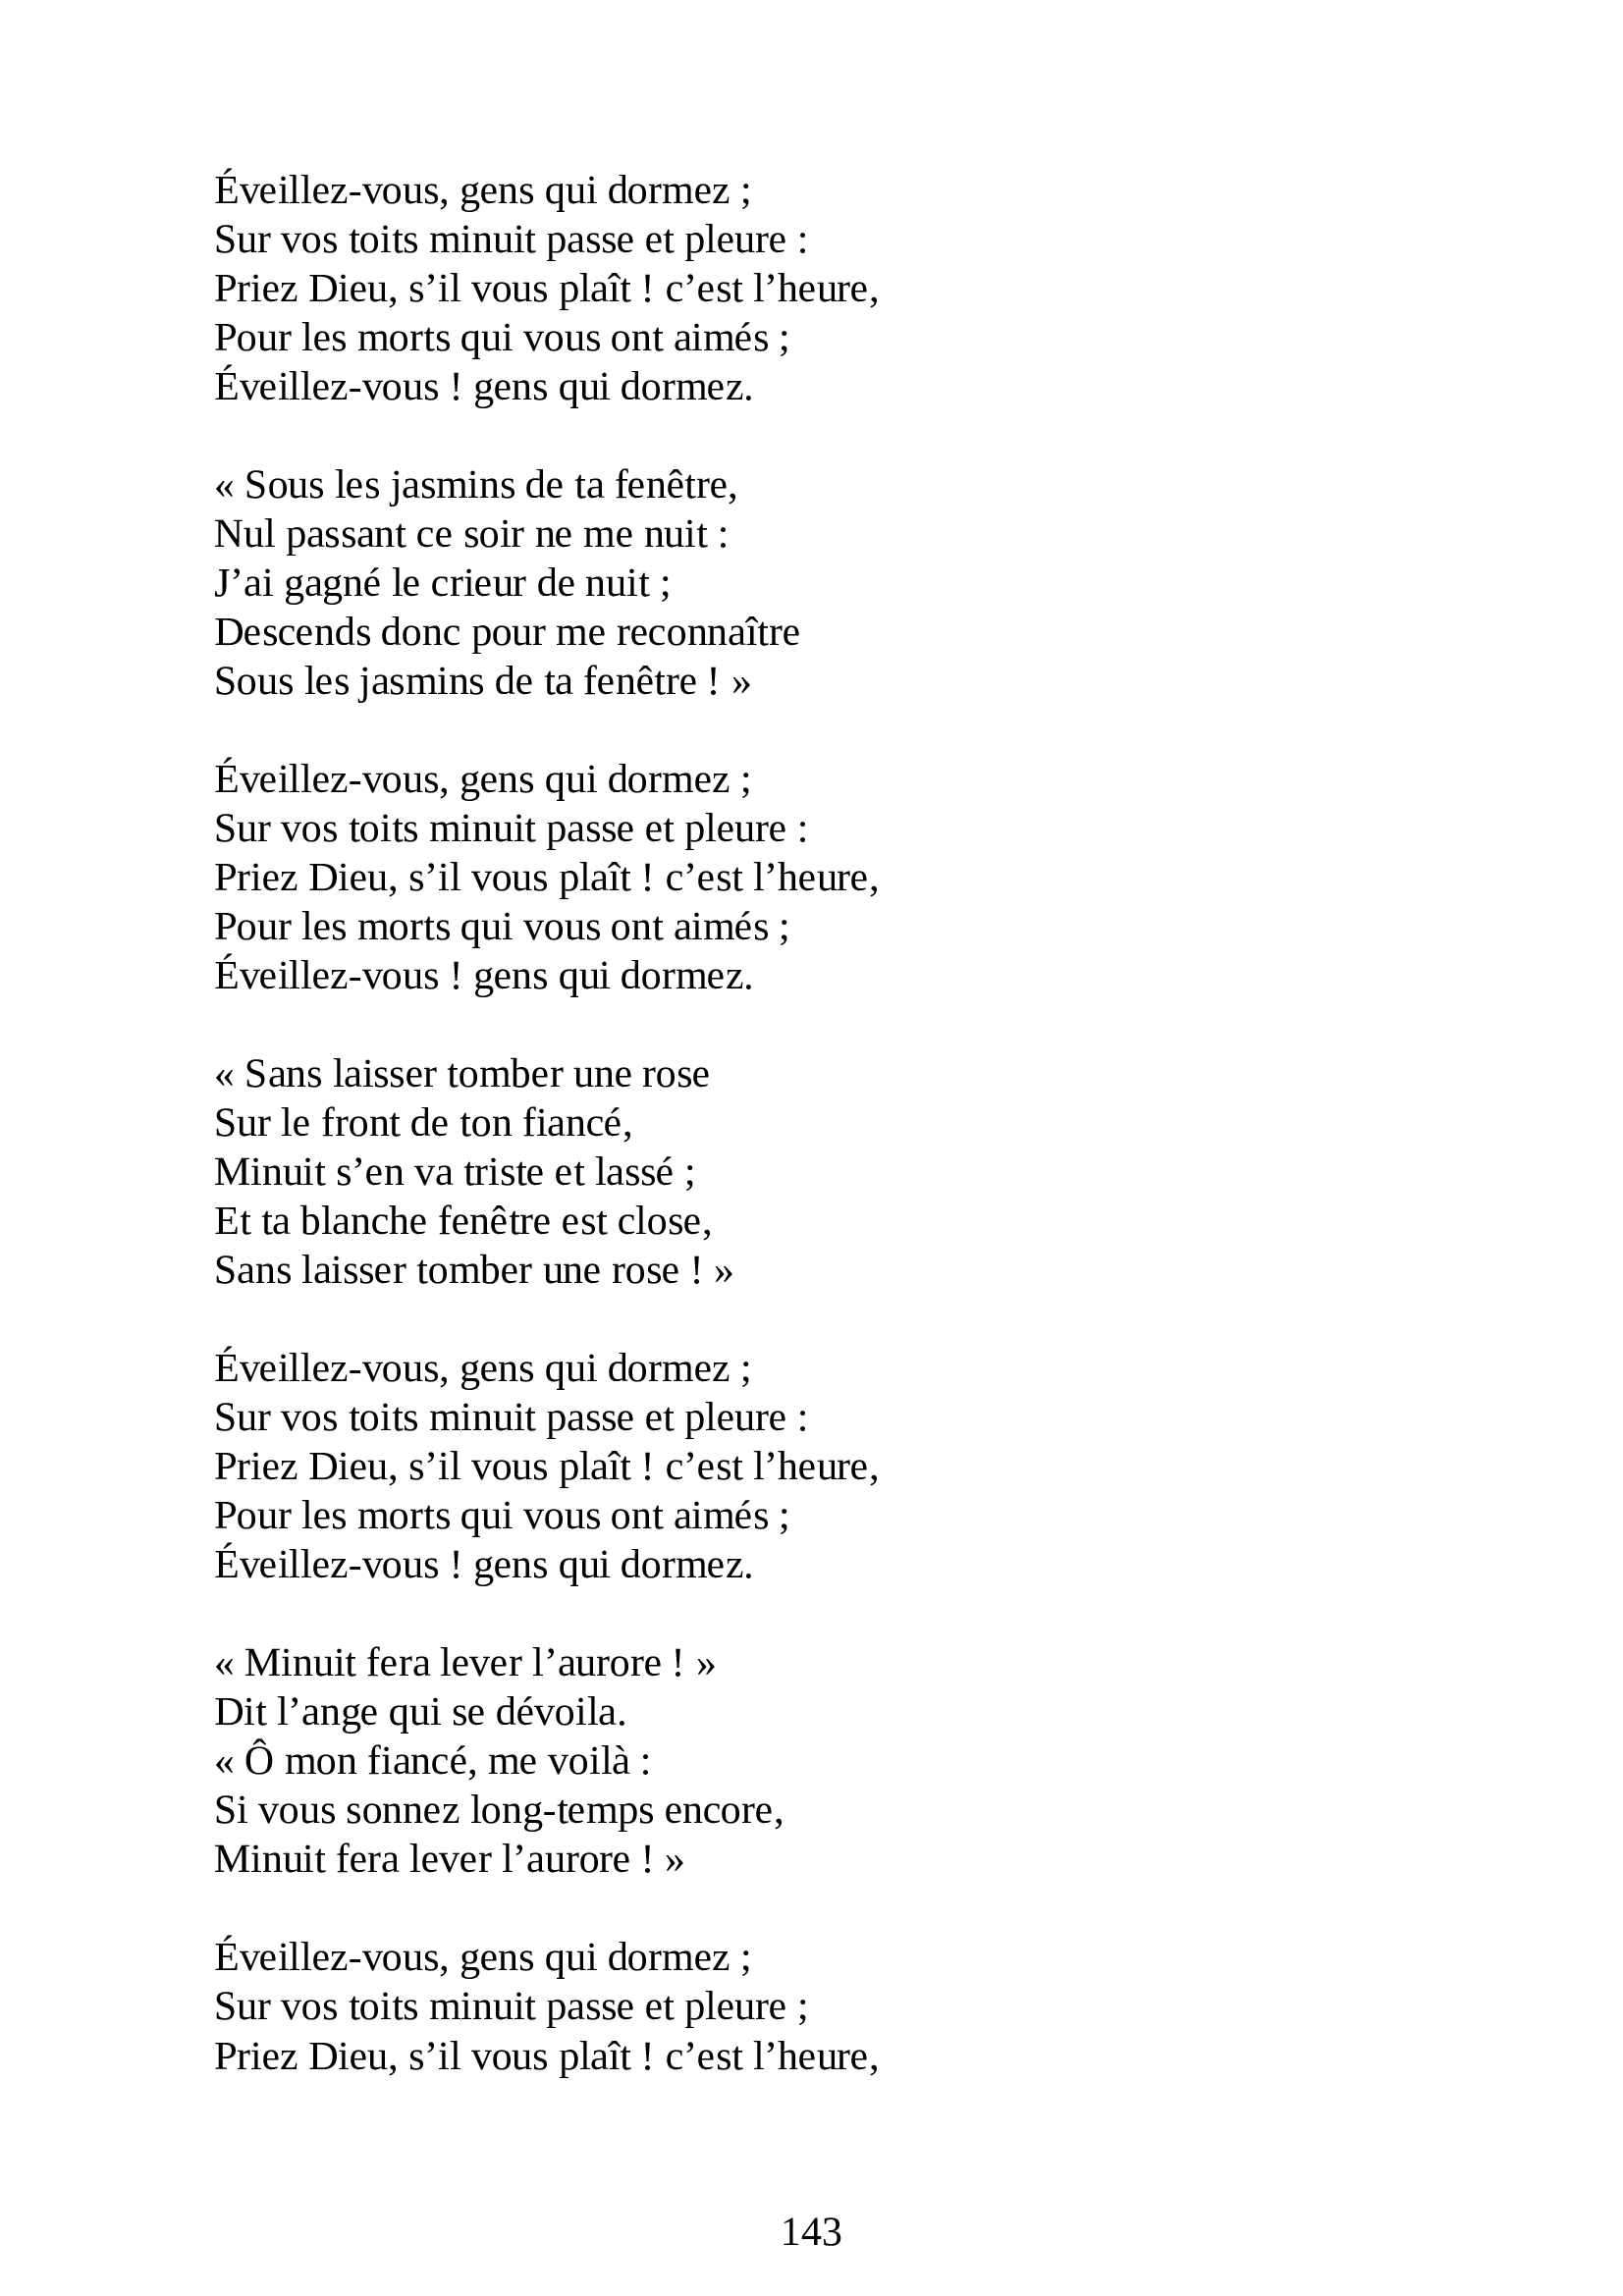 Éveillez-vous, gens qui dormez ;
Sur vos toits minuit passe et pleure :
Priez Dieu, s’il vous plaît ! c’est l’heure,
Pour les morts qui vous ont aimés ;
Éveillez-vous ! gens qui dormez.
« Sous les jasmins de ta fenêtre,
Nul passant ce soir ne me nuit :
J’ai gagné le crieur de nuit ;
Descends donc pour me reconnaître
Sous les jasmins de ta fenêtre ! »
Éveillez-vous, gens qui dormez ;
Sur vos toits minuit passe et pleure :
Priez Dieu, s’il vous plaît ! c’est l’heure,
Pour les morts qui vous ont aimés ;
Éveillez-vous ! gens qui dormez.
« Sans laisser tomber une rose
Sur le front de ton fiancé,
Minuit s’en va triste et lassé ;
Et ta blanche fenêtre est close,
Sans laisser tomber une rose ! »
Éveillez-vous, gens qui dormez ;
Sur vos toits minuit passe et pleure :
Priez Dieu, s’il vous plaît ! c’est l’heure,
Pour les morts qui vous ont aimés ;
Éveillez-vous ! gens qui dormez.
« Minuit fera lever l’aurore ! »
Dit l’ange qui se dévoila.
« Ô mon fiancé, me voilà :
Si vous sonnez long-temps encore,
Minuit fera lever l’aurore ! »
Éveillez-vous, gens qui dormez ;
Sur vos toits minuit passe et pleure ;
Priez Dieu, s’il vous plaît ! c’est l’heure,
143